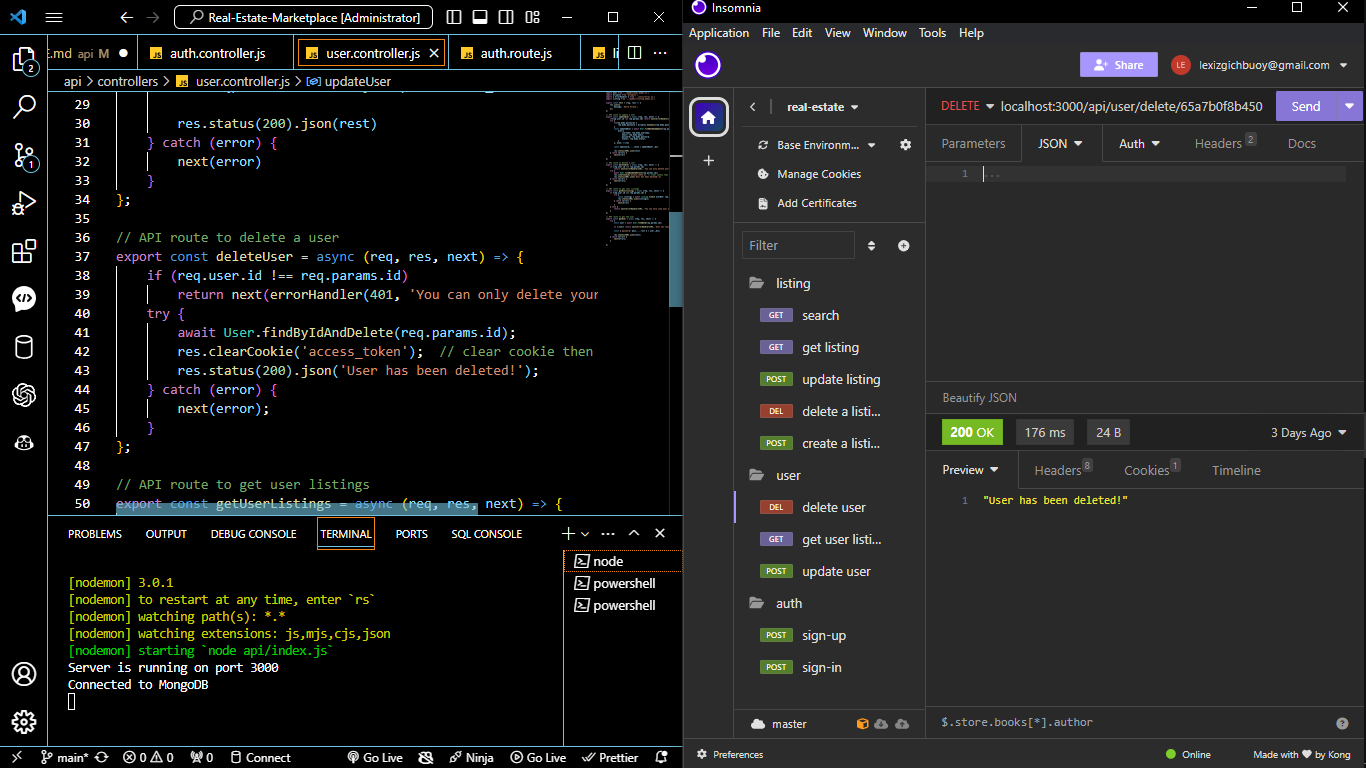 Real-Estate-Marketplace [Administrator]
.md api M
auth.controller.js
user.controller.js
auth.route.js
api > controllers > user.controller.js > updateUser
29
30 res.status(200).json(rest)
31 } catch (error) {
32 next(error)
33 }
34 };
35
36 // API route to delete a user
37 export const deleteUser = async (req, res, next) => {
38 if (req.user.id !== req.params.id)
39 return next(errorHandler(401, 'You can only delete your
40 try {
41 await User.findByIdAndDelete(req.params.id);
42 res.clearCookie('access_token'); // clear cookie then
43 res.status(200).json('User has been deleted!');
44 } catch (error) {
45 next(error);
46 }
47 };
48
49 // API route to get user listings
50 export const getUserListings = async (req, res, next) => {
PROBLEMS OUTPUT DEBUG CONSOLE TERMINAL PORTS SQL CONSOLE
[nodemon] 3.0.1
[nodemon] to restart at any time, enter `rs`
[nodemon] watching path(s): *.*
[nodemon] watching extensions: js,mjs,cjs,json
[nodemon] starting `node api/index.js`
Server is running on port 3000
Connected to MongoDB
node
powershell
powershell
2
1
main* 0 0 0 Connect Go Live Ninja Go Live Prettier
Insomnia
Application File Edit View Window Tools Help
Share
LE lexizgichbuoy@gmail.com
real-estate
Base Environm...
Manage Cookies
Add Certificates
Filter
listing
GET search
GET get listing
POST update listing
DEL delete a listi...
POST create a listi...
user
DEL delete user
GET get user listi...
POST update user
auth
POST sign-up
POST sign-in
master
DELETE localhost:3000/api/user/delete/65a7b0f8b450 Send
Parameters JSON Auth Headers 2 Docs
1 ...
Beautify JSON
200 OK 176 ms 24 B 3 Days Ago
Preview Headers 8 Cookies 1 Timeline
1 "User has been deleted!"
$.store.books[*].author
Preferences
Online
Made with ♥ by Kong